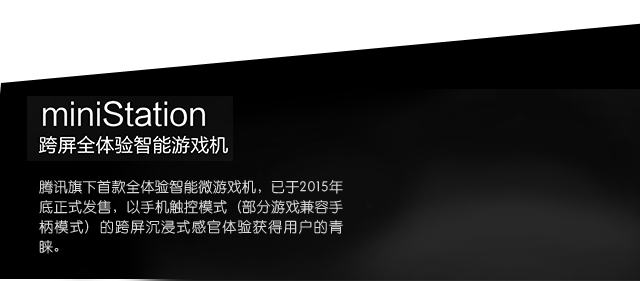 miniStation
跨屏全体验智能游戏机
腾讯旗下首款全体验智能微游戏机，已于2015年
底正式发售，以手机触控模式（部分游戏兼容手
柄模式）的跨屏沉浸式感官体验获得用户的青
睐。